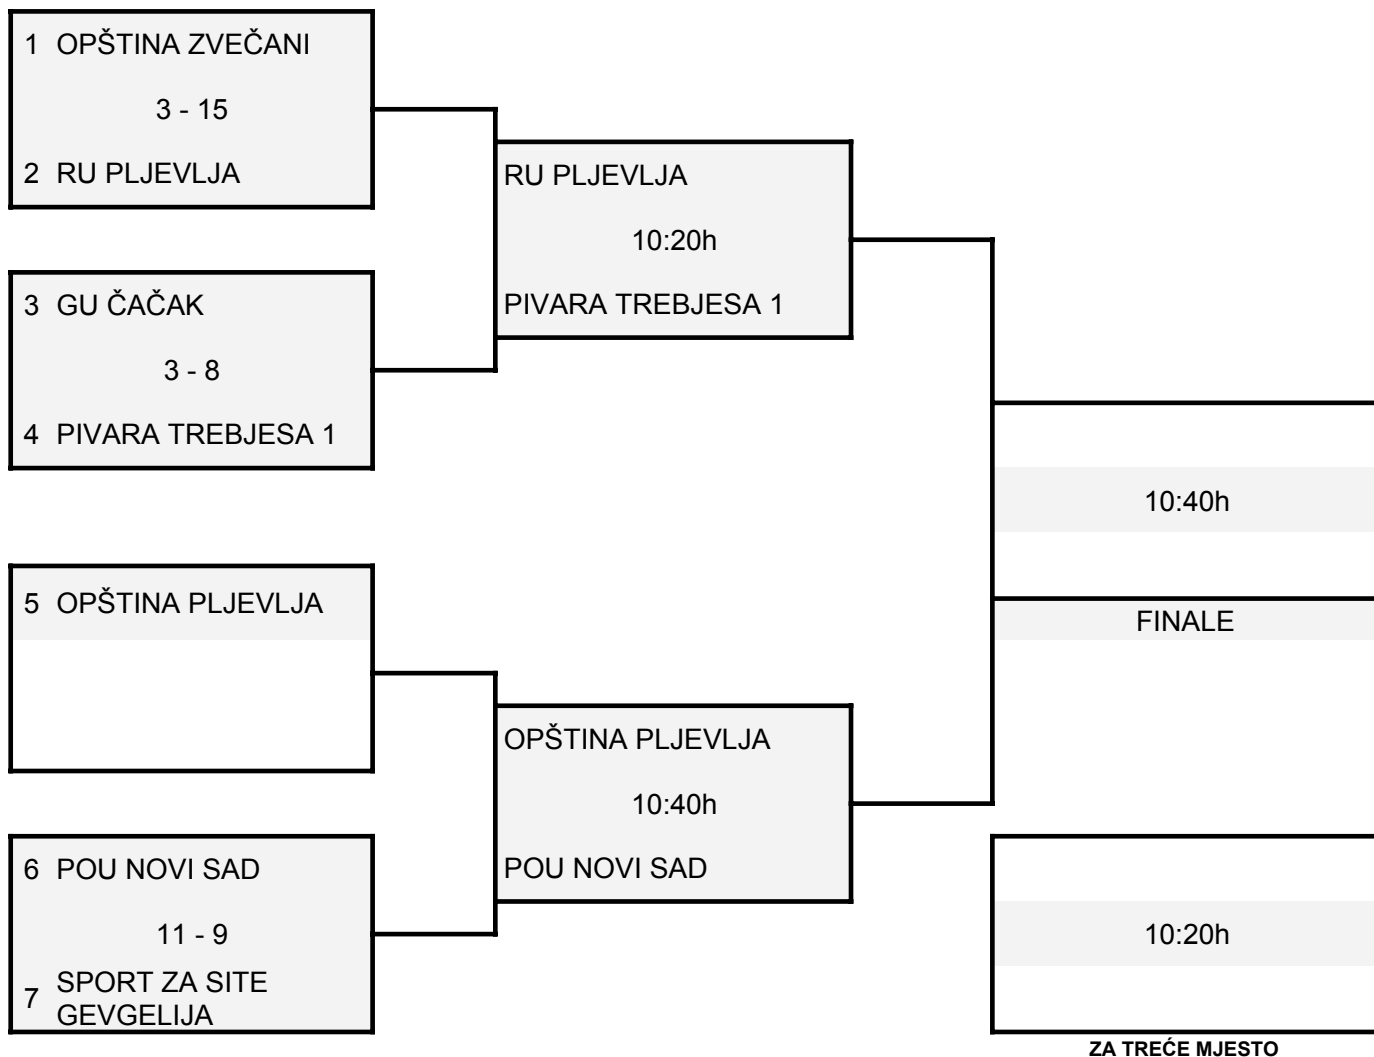 1 OPŠTINA ZVEČANI
3 - 15
2 RU PLJEVLJA
3 GU ČAČAK
3 - 8
4 PIVARA TREBJESA 1
5 OPŠTINA PLJEVLJA
6 POU NOVI SAD
11 - 9
7 SPORT ZA SITE
GEVGELIJA
RU PLJEVLJA
10:20h
PIVARA TREBJESA 1
OPŠTINA PLJEVLJA
10:40h
POU NOVI SAD
10:40h
FINALE
10:20h
ZA TREĆE MJESTO